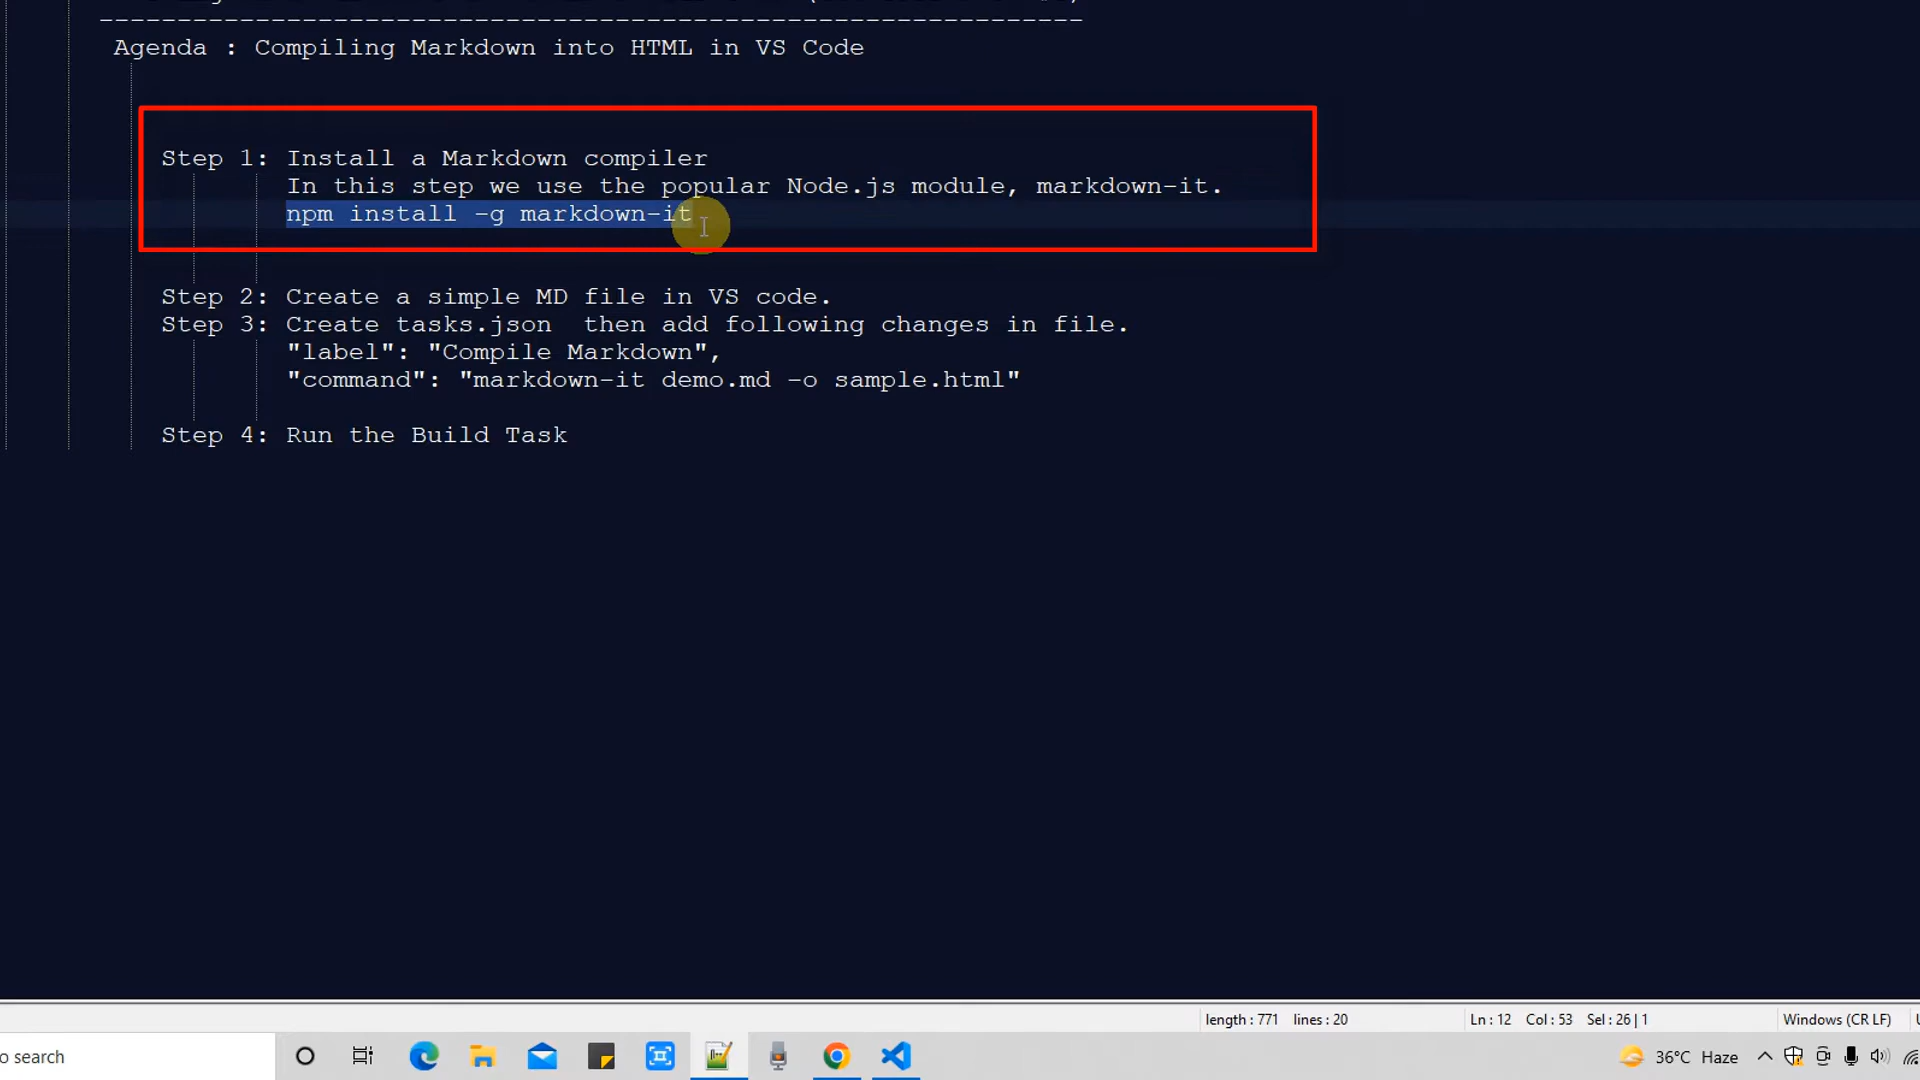 Agenda : Compiling Markdown into HTML in VS Code
Step 1: Install a Markdown compiler
In this step we use the popular Node.js module, markdown-it.
npm install -g markdown-it
Step 2: Create a simple MD file in VS code.
Step 3: Create tasks.json  then add following changes in file.
"label": "Compile Markdown",
"command": "markdown-it demo.md -o sample.html"
Step 4: Run the Build Task
length : 771 lines : 20 Ln : 12 Col : 53 Sel : 26 | 1 Windows (CR LF)
o search 36°C Haze